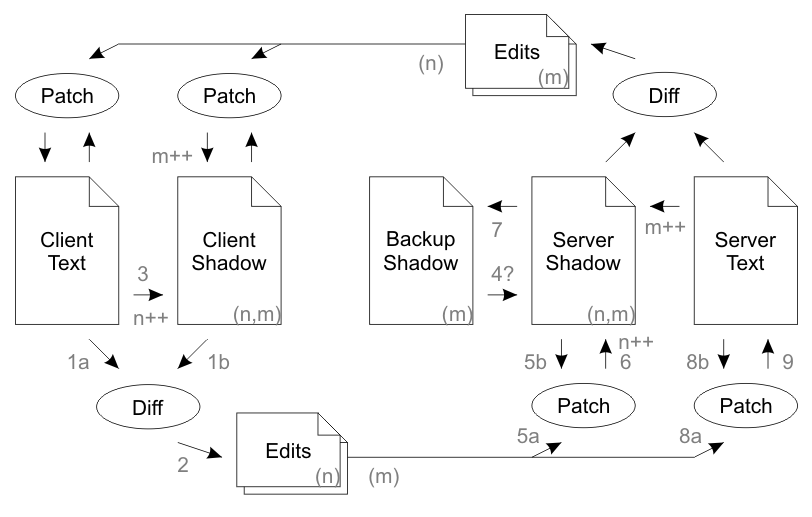 Edits
(n)
(m)
Patch
Patch
Diff
m++
Client
Text
Client
Shadow
(n,m)
Backup
Shadow
(m)
Server
Shadow
(n,m)
Server
Text
7
m++
3
n++
4?
1a
1b
5b
n++
6
8b
9
Diff
Patch
Patch
2
Edits
(n)
(m)
5a
8a